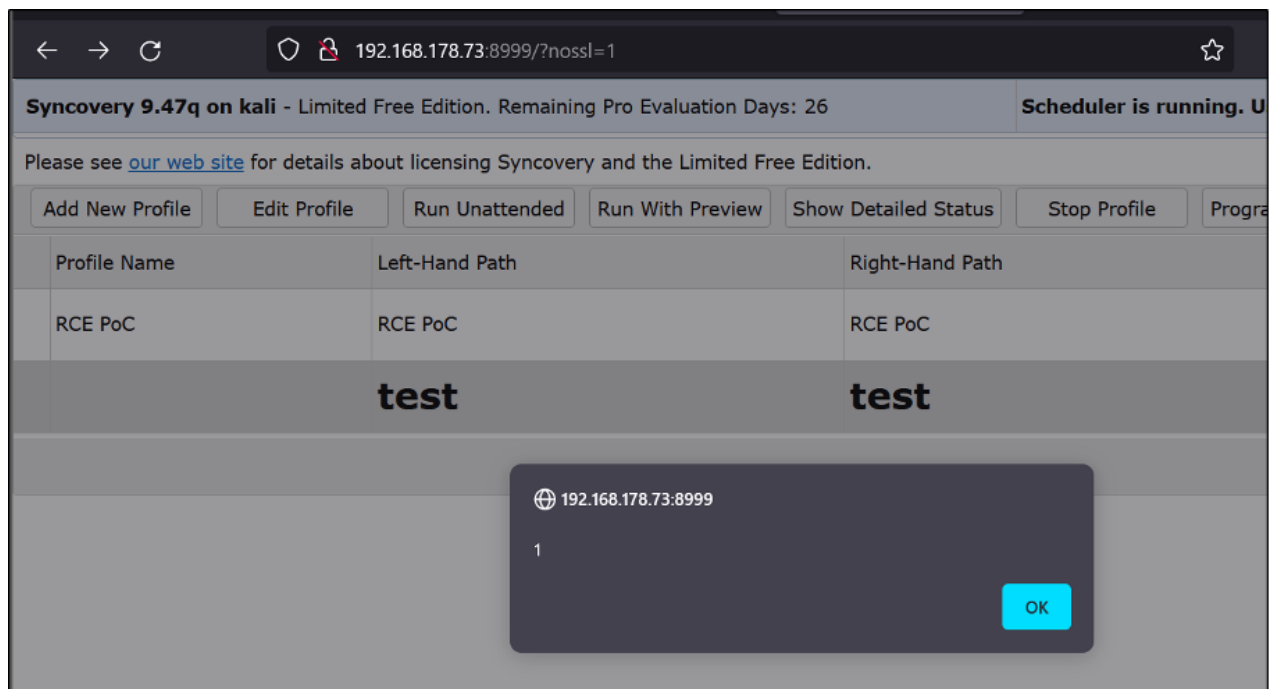 192.168.178.73:8999/?nossl=1
Syncovery 9.47q on kali - Limited Free Edition. Remaining Pro Evaluation Days: 26 Scheduler is running. U
Please see our web site for details about licensing Syncovery and the Limited Free Edition.
Add New Profile Edit Profile Run Unattended Run With Preview Show Detailed Status Stop Profile Progra
Profile Name Left-Hand Path Right-Hand Path
RCE PoC RCE PoC RCE PoC
test test
192.168.178.73:8999
1
OK